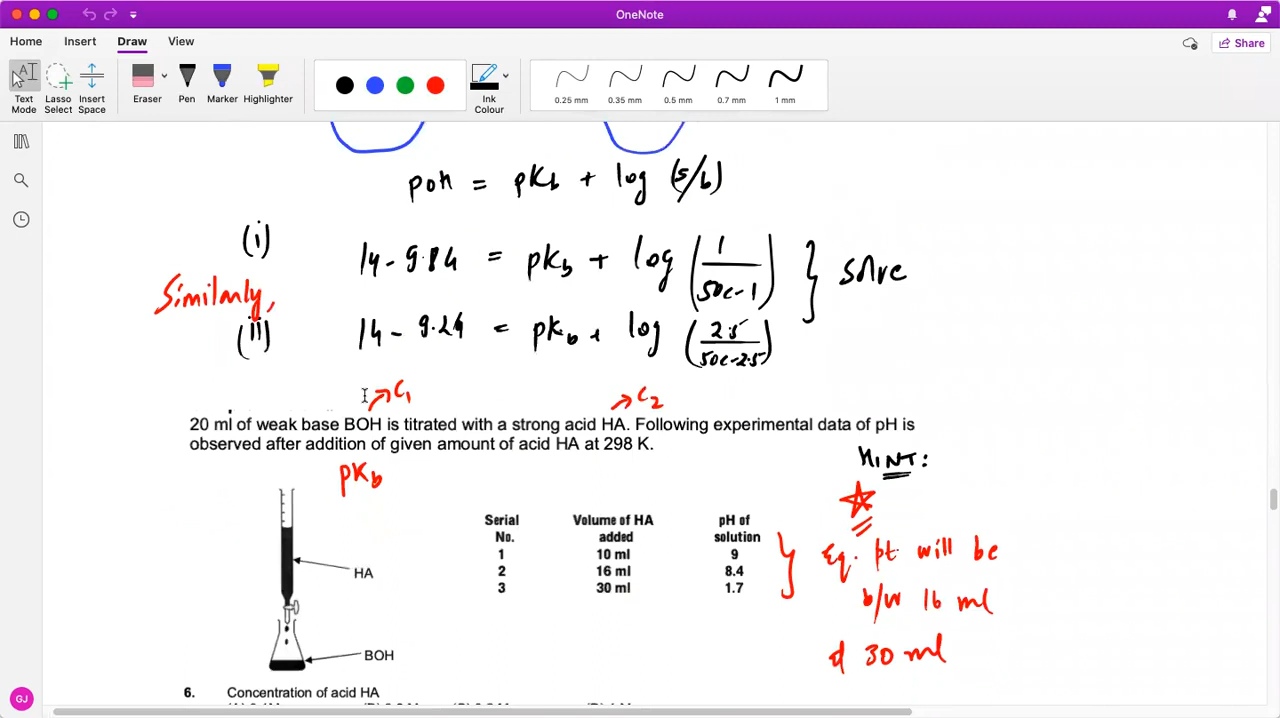 OneNote
Home Insert Draw View
Share
Text Mode
Lasso Select
Insert Space
Eraser
Pen
Marker
Highlighter
Ink Colour
0.25 mm
0.35 mm
0.5 mm
0.7 mm
1 mm
pOH = pKb + log (s/b)
(i) 14 - 9.84 = pKb + log (1/50c-1) } solve
Similarly,
(ii) 14 - 9.24 = pKb + log (2.5/50c-2.5)
→ C1 → C2
20 ml of weak base BOH is titrated with a strong acid HA. Following experimental data of pH is
observed after addition of given amount of acid HA at 298 K.
HINT:
pKb
Serial No. Volume of HA added pH of solution
1 10 ml 9
2 16 ml 8.4
3 30 ml 1.7
Eq. pt. will be
b/w 16 ml
& 30 ml
HA
BOH
6. Concentration of acid HA
GJ